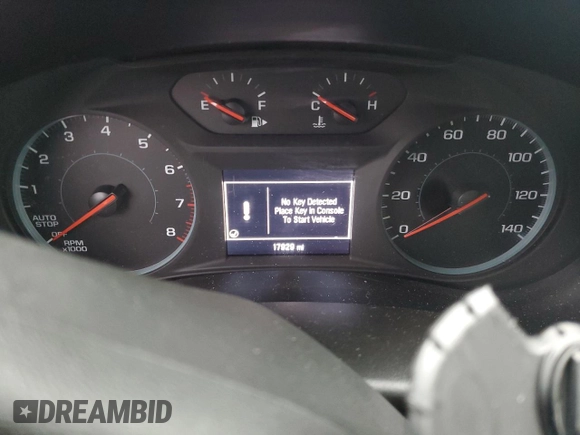 E F C H
1 2 3 4 5 6 7 8
AUTO
STOP
OFF
RPM
x1000
No Key Detected
Place Key in Console
To Start Vehicle
17929 mi
0 20 40 60 80 100 120 140
DREAMBID